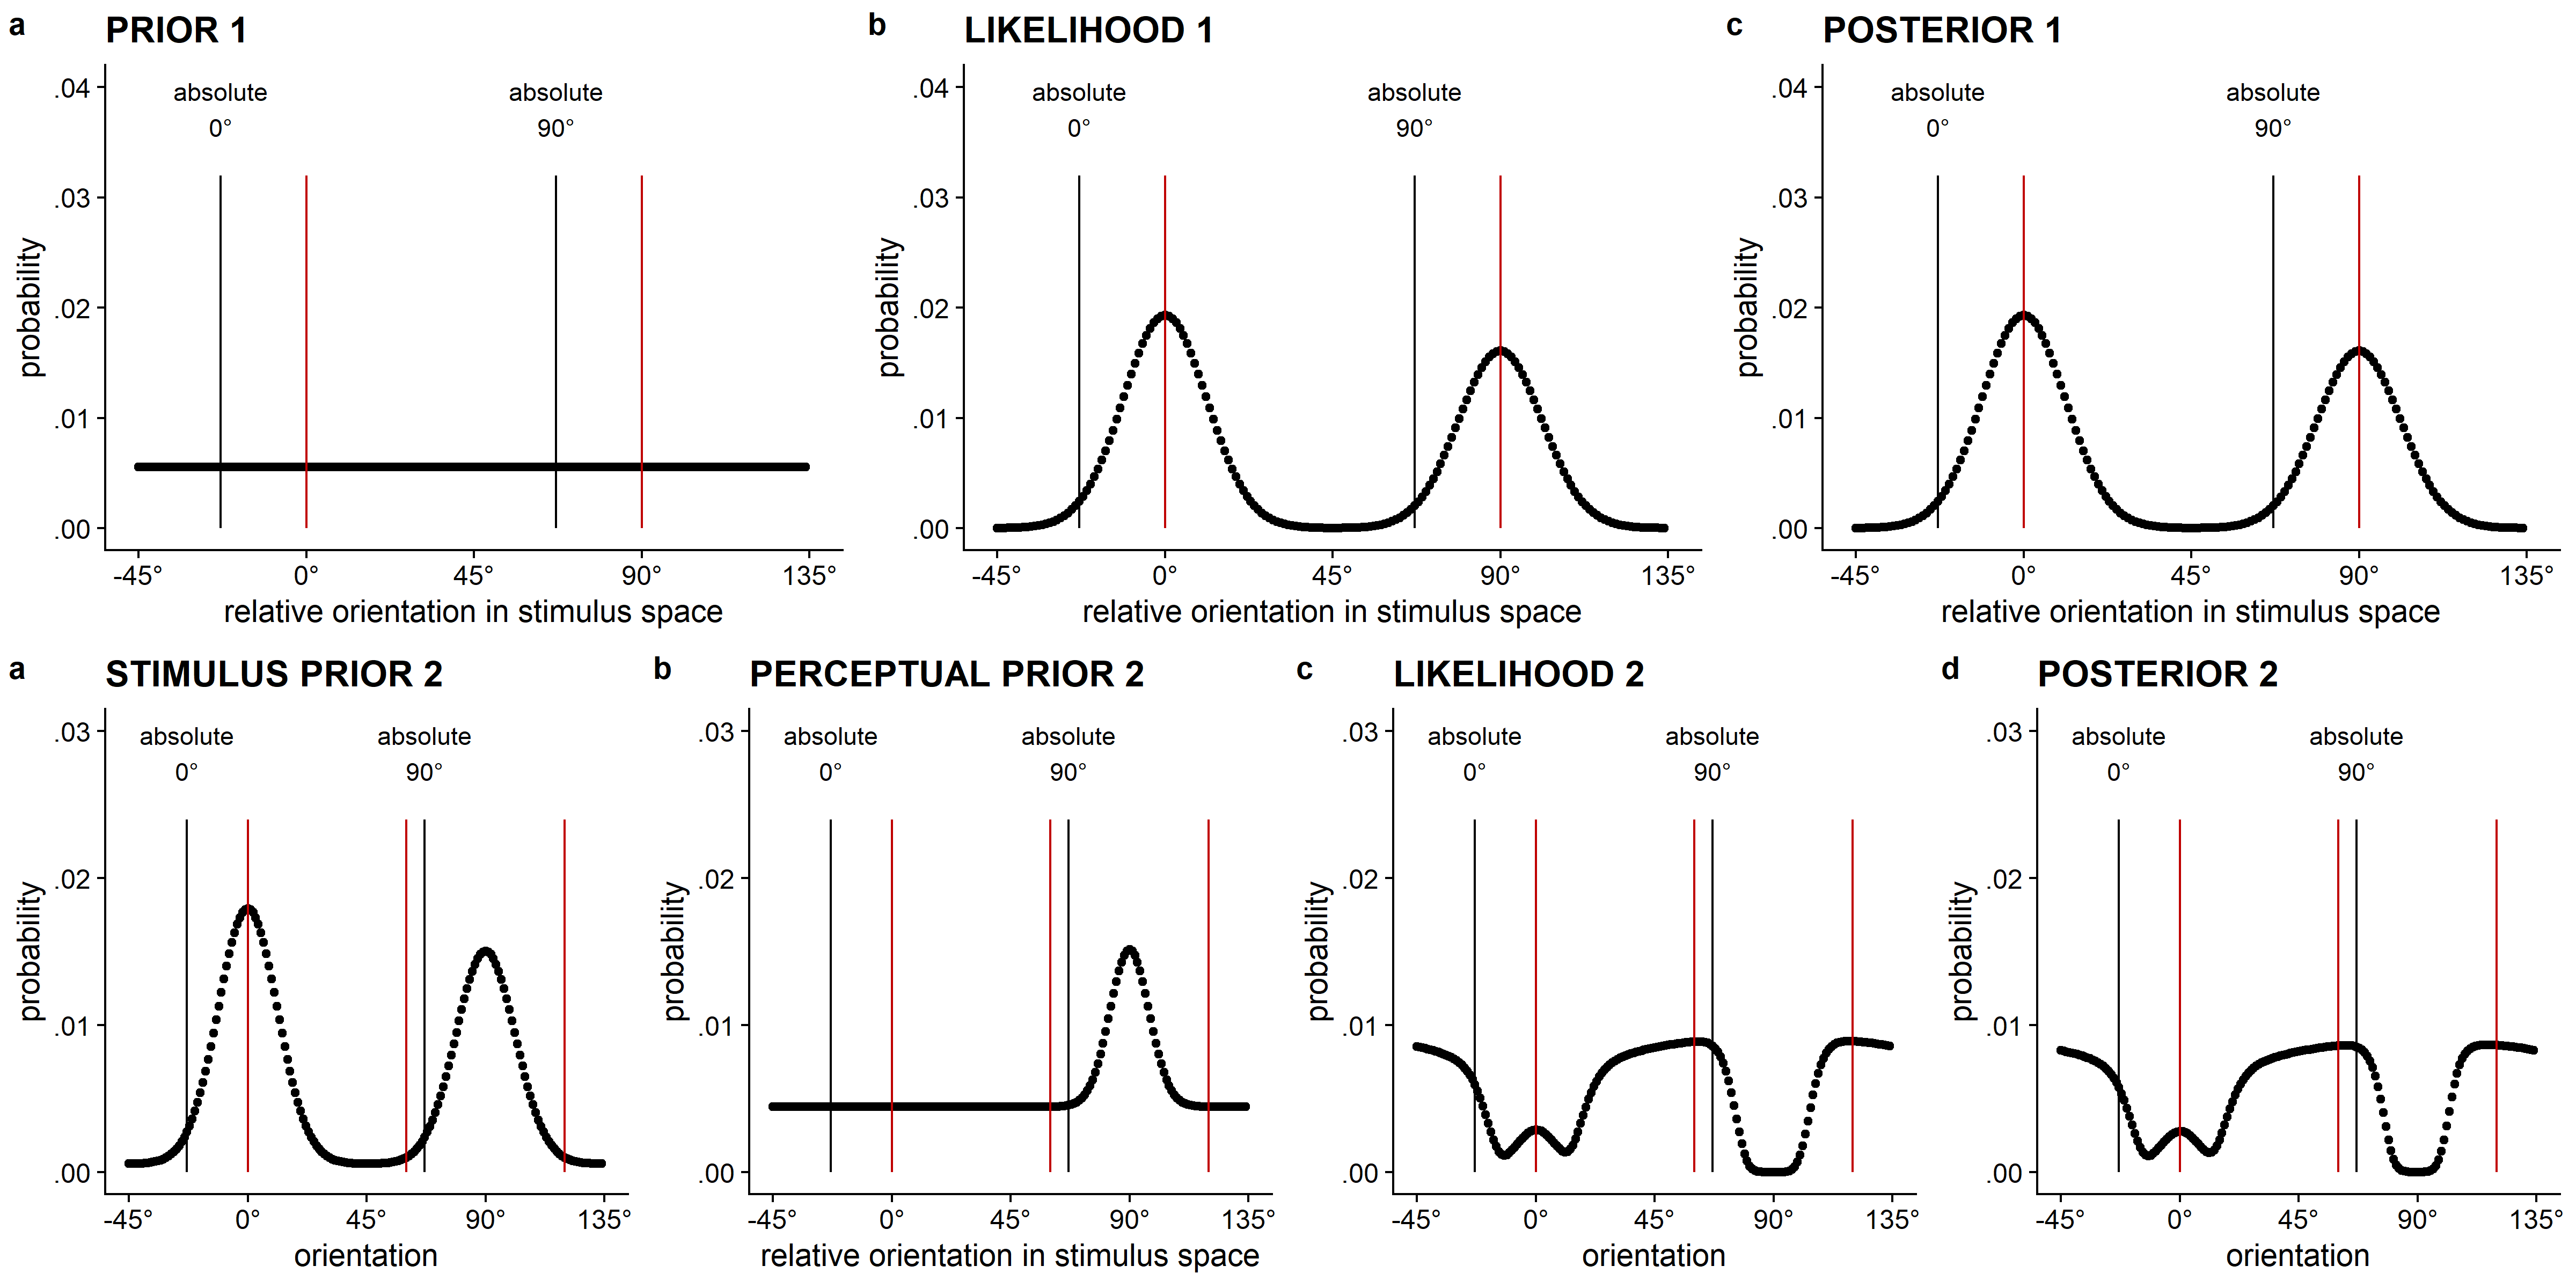 a PRIOR 1
.04
.03
.02
.01
.00
probability
absolute
0°
absolute
90°
-45° 0° 45° 90° 135°
relative orientation in stimulus space
b LIKELIHOOD 1
.04
.03
.02
.01
.00
probability
absolute
0°
absolute
90°
-45° 0° 45° 90° 135°
relative orientation in stimulus space
c POSTERIOR 1
.04
.03
.02
.01
.00
probability
absolute
0°
absolute
90°
-45° 0° 45° 90° 135°
relative orientation in stimulus space
a STIMULUS PRIOR 2
.03
.02
.01
.00
probability
absolute
0°
absolute
90°
-45° 0° 45° 90° 135°
orientation
b PERCEPTUAL PRIOR 2
.03
.02
.01
.00
probability
absolute
0°
absolute
90°
-45° 0° 45° 90° 135°
relative orientation in stimulus space
c LIKELIHOOD 2
.03
.02
.01
.00
probability
absolute
0°
absolute
90°
-45° 0° 45° 90° 135°
orientation
d POSTERIOR 2
.03
.02
.01
.00
probability
absolute
0°
absolute
90°
-45° 0° 45° 90° 135°
orientation